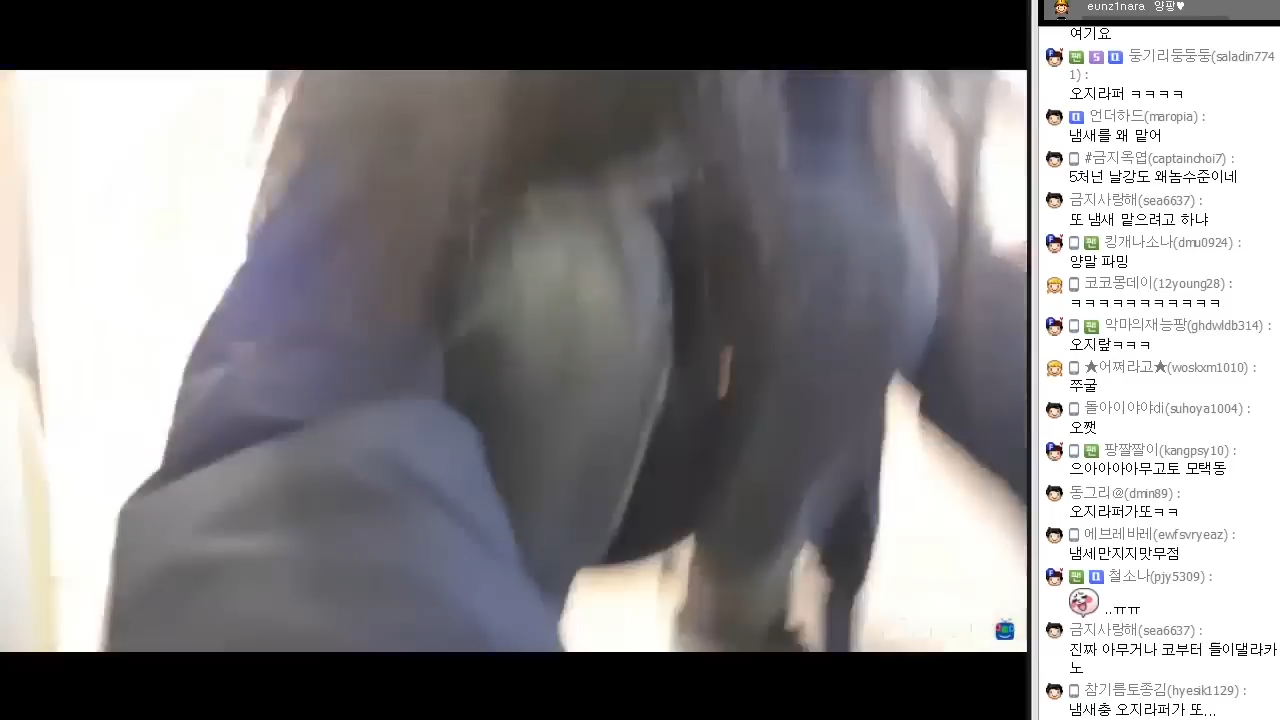 eunz1nara 양팡♥
여기요
팬 S 둥기리둥둥둥(saladin774
1) :
오지라퍼 ㅋㅋㅋㅋ
언더하드(maropia) :
냄새를 왜 맡어
#금지옥엽(captainchoi7) :
5처넌 날강도 왜놈수준이네
금지사랑해(sea6637) :
또 냄새 맡으려고 하냐
팬 킹개나소나(dmu0924) :
양말 파밍
코코몽데이(12young28) :
ㅋㅋㅋㅋㅋㅋㅋㅋㅋㅋㅋ
팬 악마의재능팡(ghdwldb314) :
오지랖ㅋㅋㅋ
★어쩌라고★(woskxm1010) :
쭈굴
돌아이야야di(suhoya1004) :
오쨋
팬 팡짤짤이(kangpsy10) :
으아아아아무고토 모택동
동그리@(dmin89) :
오지라퍼가또ㅋㅋ
에브레바레(ewfsvryeaz) :
냄세만지지맛무점
팬 철소나(pjy5309) :
..ㅠㅠ
금지사랑해(sea6637) :
진짜 아무거나 코부터 들이댈라카
노
참기름토종김(hyesik1129) :
냄새충 오지라퍼가 또...